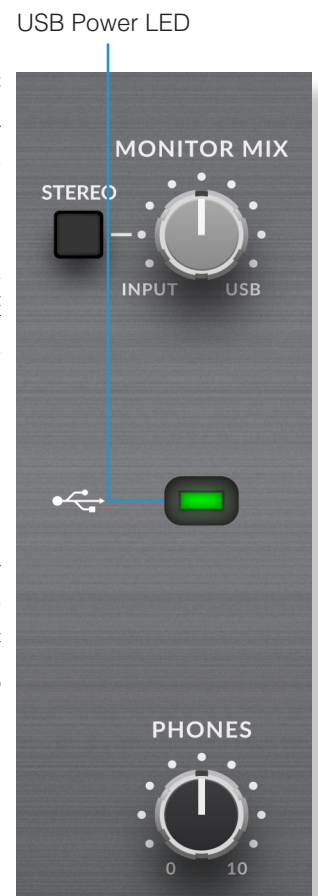 USB Power LED
MONITOR MIX
STEREO
INPUT USB
PHONES
0 10